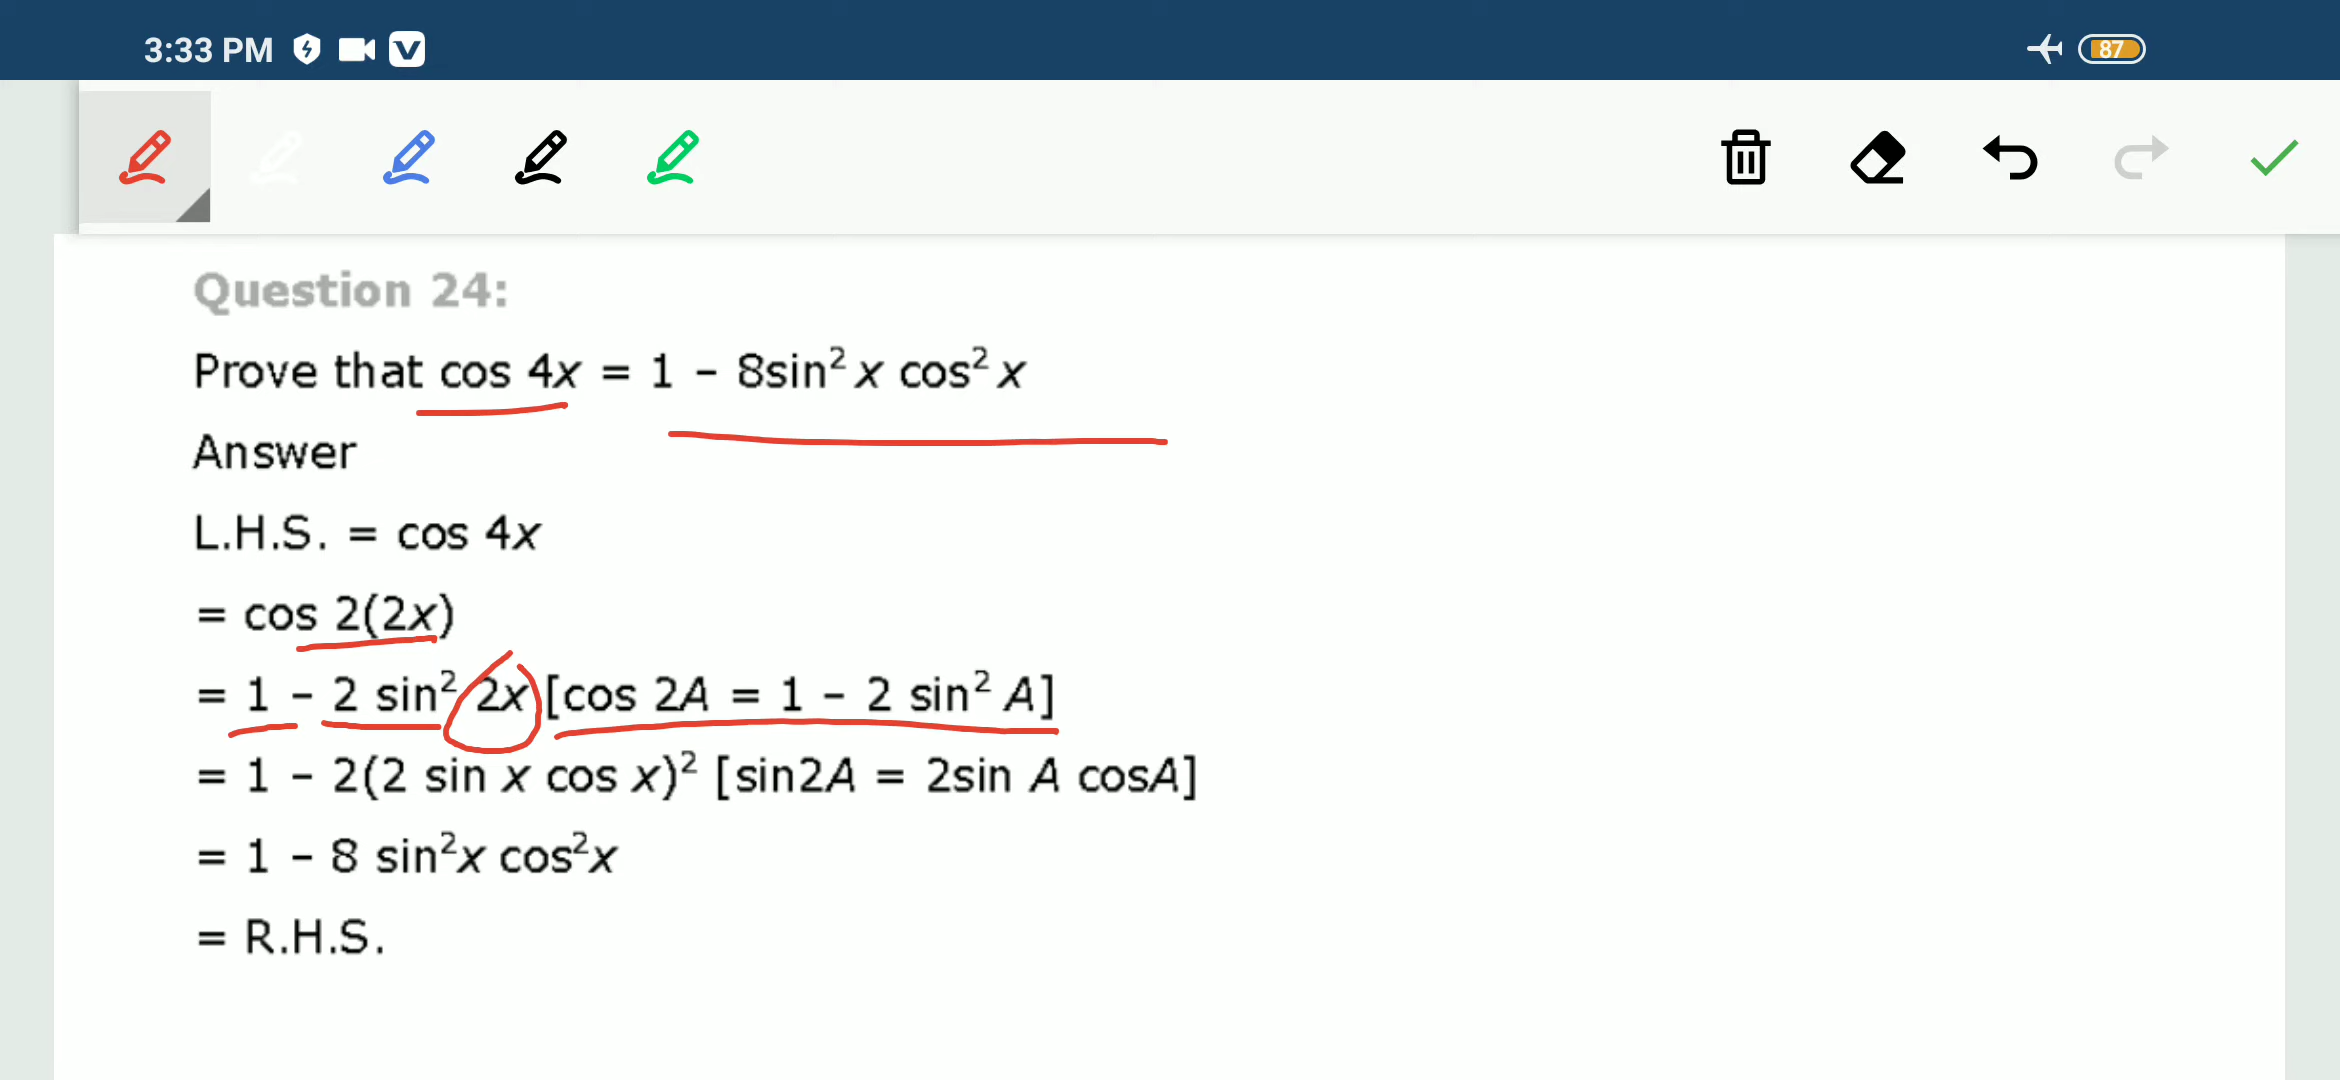 3:33 PM
87
Question 24:
Prove that cos 4x = 1 – 8sin² x cos² x
Answer
L.H.S. = cos 4x
= cos 2(2x)
= 1 – 2 sin² 2x [cos 2A = 1 – 2 sin² A]
= 1 – 2(2 sin x cos x)² [sin2A = 2sin A cosA]
= 1 – 8 sin²x cos²x
= R.H.S.